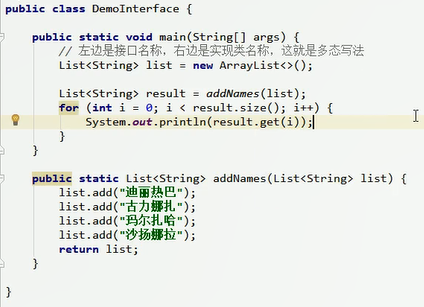 public class DemoInterface {
public static void main(String[] args) {
// 左边是接口名称，右边是实现类名称，这就是多态写法
List<String> list = new ArrayList<>();
List<String> result = addNames(list);
for (int i = 0; i < result.size(); i++) {
System.out.println(result.get(i));
}
}
public static List<String> addNames(List<String> list) {
list.add("迪丽热巴");
list.add("古力娜扎");
list.add("玛尔扎哈");
list.add("沙扬娜拉");
return list;
}
}